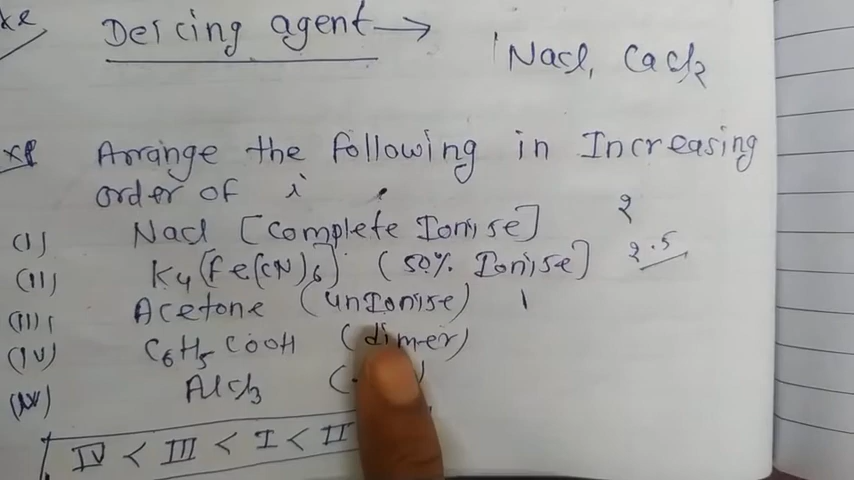 Deicing agent →
Nacl, Cacl2
Arrange the following in Increasing
order of i
(I) Nacl [Complete Ionise] 2
(II) K4[Fe(CN)6] (50% Ionise] 2.5
(III) Acetone (unIonise) 1
(IV) C6H5COOH (dimer)
AlCl3
IV < III < I < II